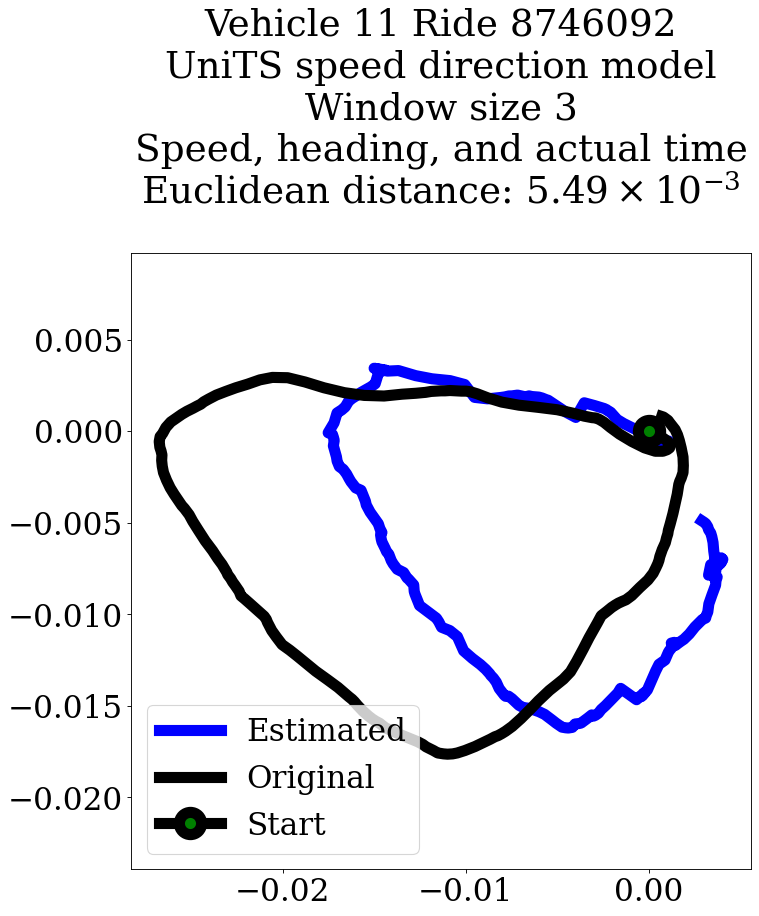 Vehicle 11 Ride 8746092
UniTS speed direction model
Window size 3
Speed, heading, and actual time
Euclidean distance: 5.49 × 10⁻³
0.005
0.000
−0.005
−0.010
−0.015
−0.020
Estimated
Original
Start
−0.02
−0.01
0.00